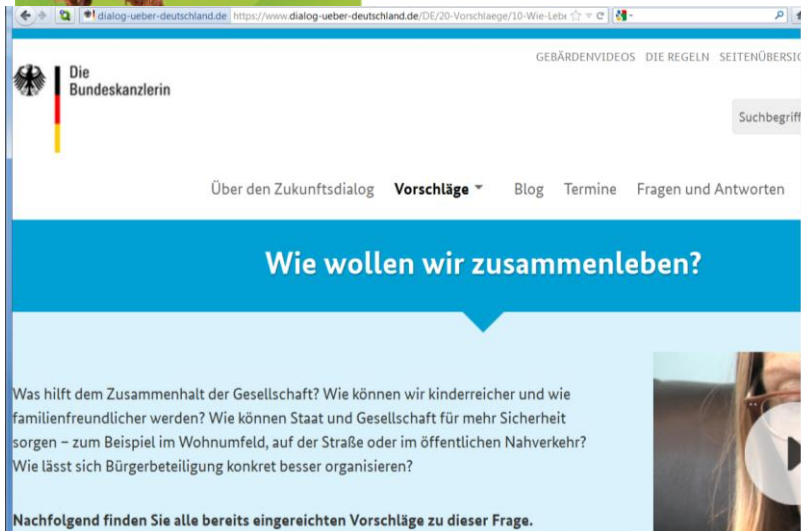 dialog-ueber-deutschland.de https://www.dialog-ueber-deutschland.de/DE/20-Vorschlaege/10-Wie-Lebe
GEBÄRDENVIDEOS DIE REGELN SEITENÜBERSIC
Die
Bundeskanzlerin
Suchbegriff
Über den Zukunftsdialog Vorschläge Blog Termine Fragen und Antworten
Wie wollen wir zusammenleben?
Was hilft dem Zusammenhalt der Gesellschaft? Wie können wir kinderreicher und wie
familienfreundlicher werden? Wie können Staat und Gesellschaft für mehr Sicherheit
sorgen – zum Beispiel im Wohnumfeld, auf der Straße oder im öffentlichen Nahverkehr?
Wie lässt sich Bürgerbeteiligung konkret besser organisieren?
Nachfolgend finden Sie alle bereits eingereichten Vorschläge zu dieser Frage.